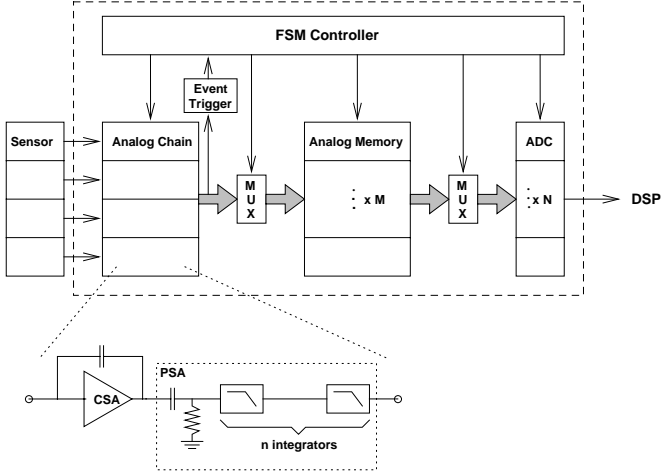 FSM Controller
Event
Trigger
Sensor
Analog Chain
M
U
X
Analog Memory
x M
M
U
X
ADC
x N
DSP
CSA
PSA
n integrators